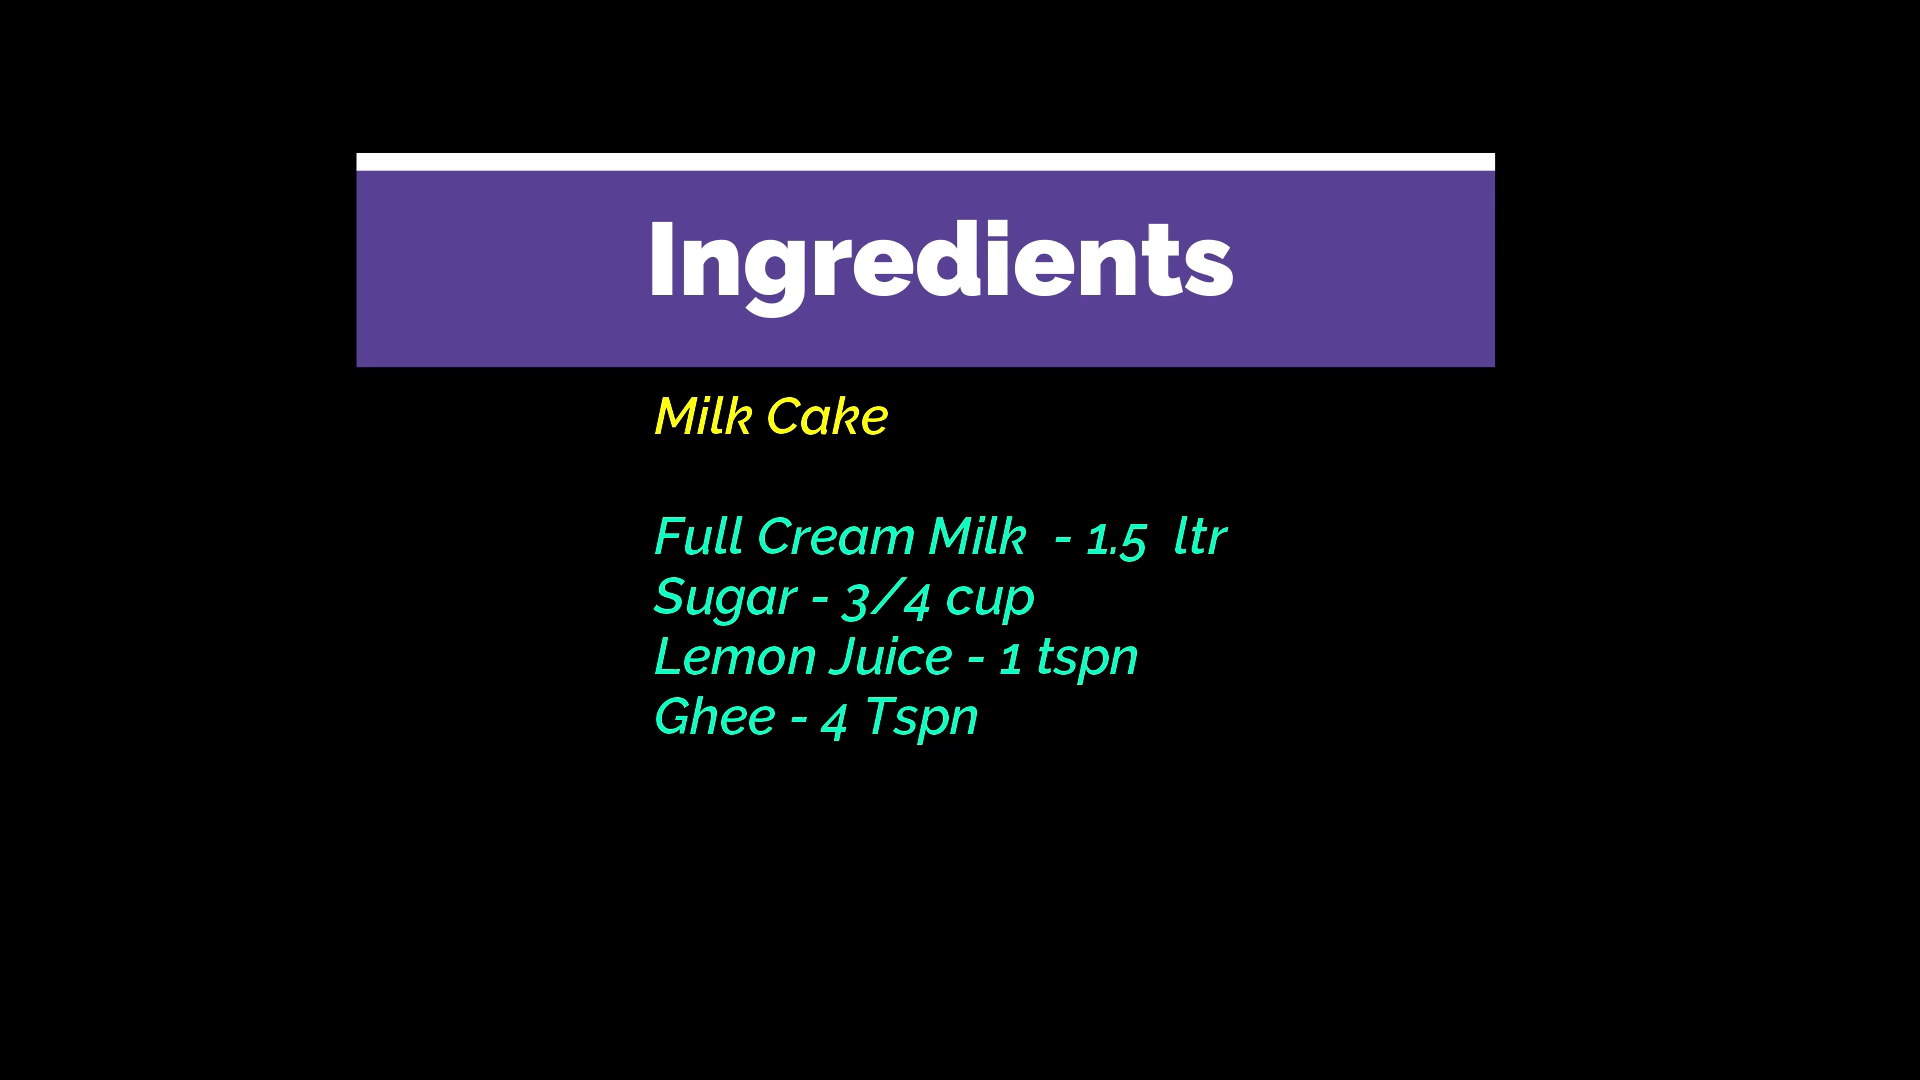 Ingredients
Milk Cake
Full Cream Milk  - 1.5  ltr
Sugar - 3/4 cup
Lemon Juice - 1 tspn
Ghee - 4 Tspn